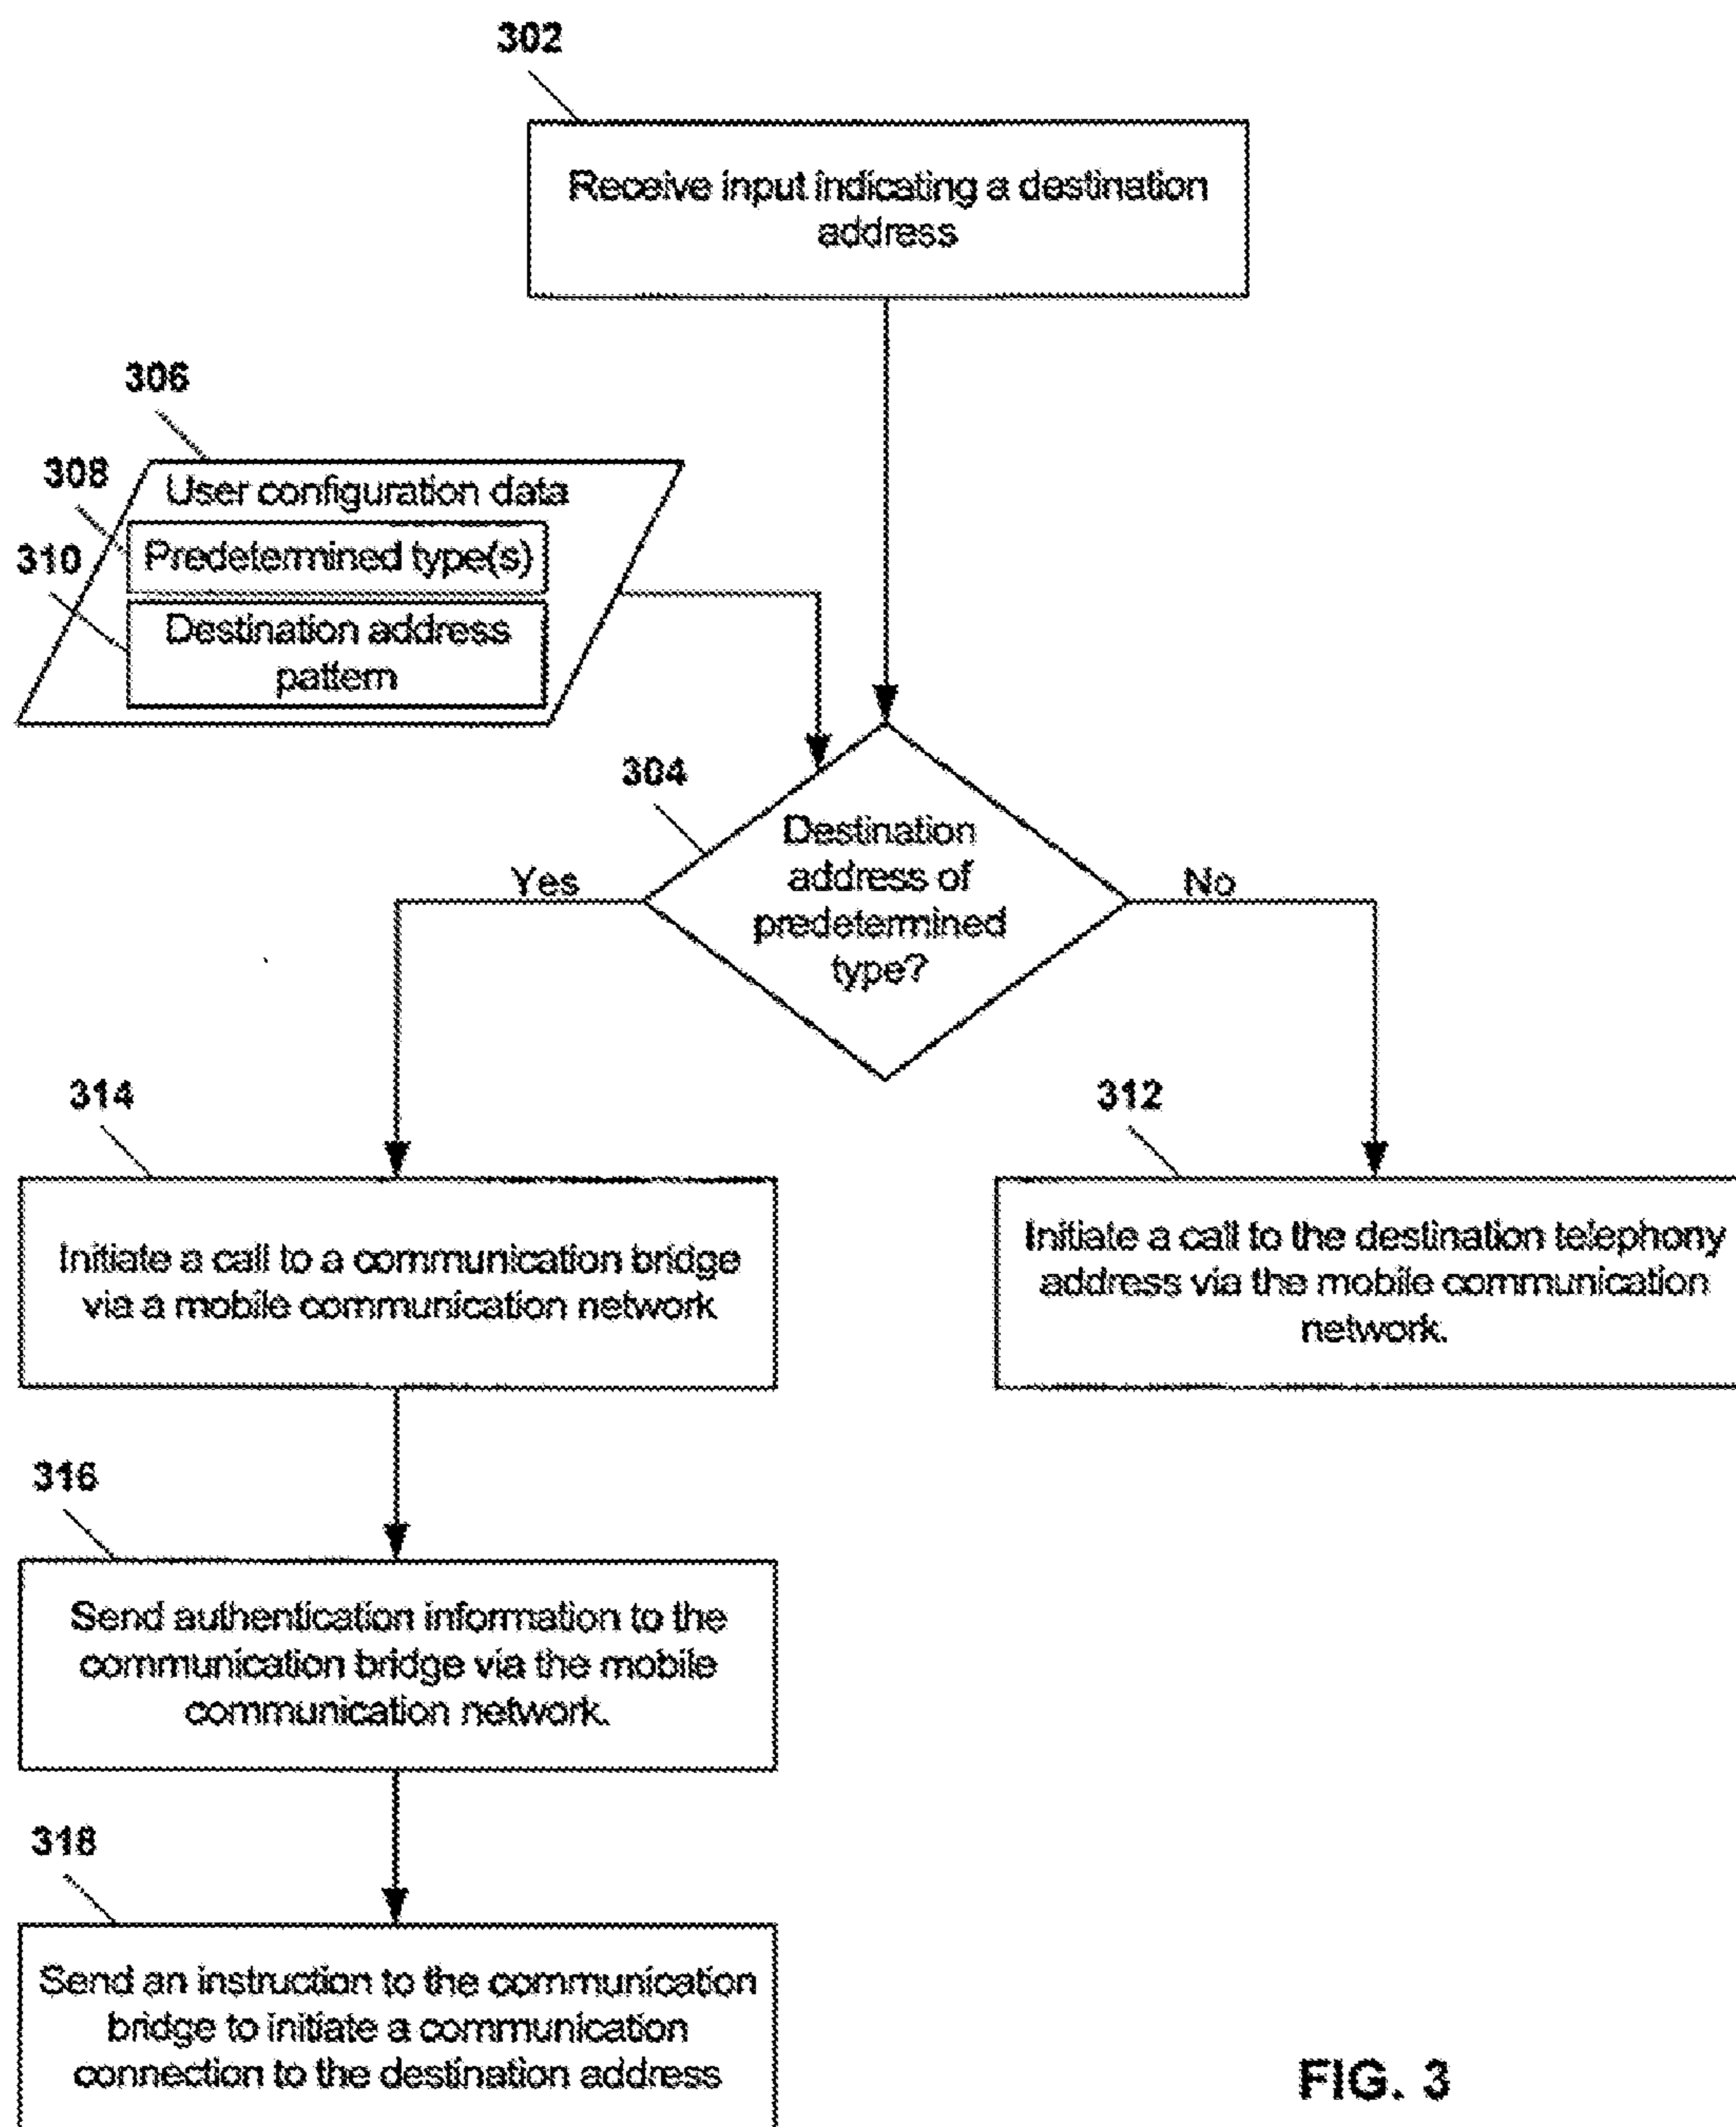 302
Receive input indicating a destination
address
306
308
User configuration data
310
Predetermined type(s)
Destination address
pattern
304
Destination
address of
predetermined
type?
Yes
No
314
312
Initiate a call to a communication bridge
via a mobile communication network
Initiate a call to the destination telephony
address via the mobile communication
network.
316
Send authentication information to the
communication bridge via the mobile
communication network.
318
Send an instruction to the communication
bridge to initiate a communication
connection to the destination address
FIG. 3